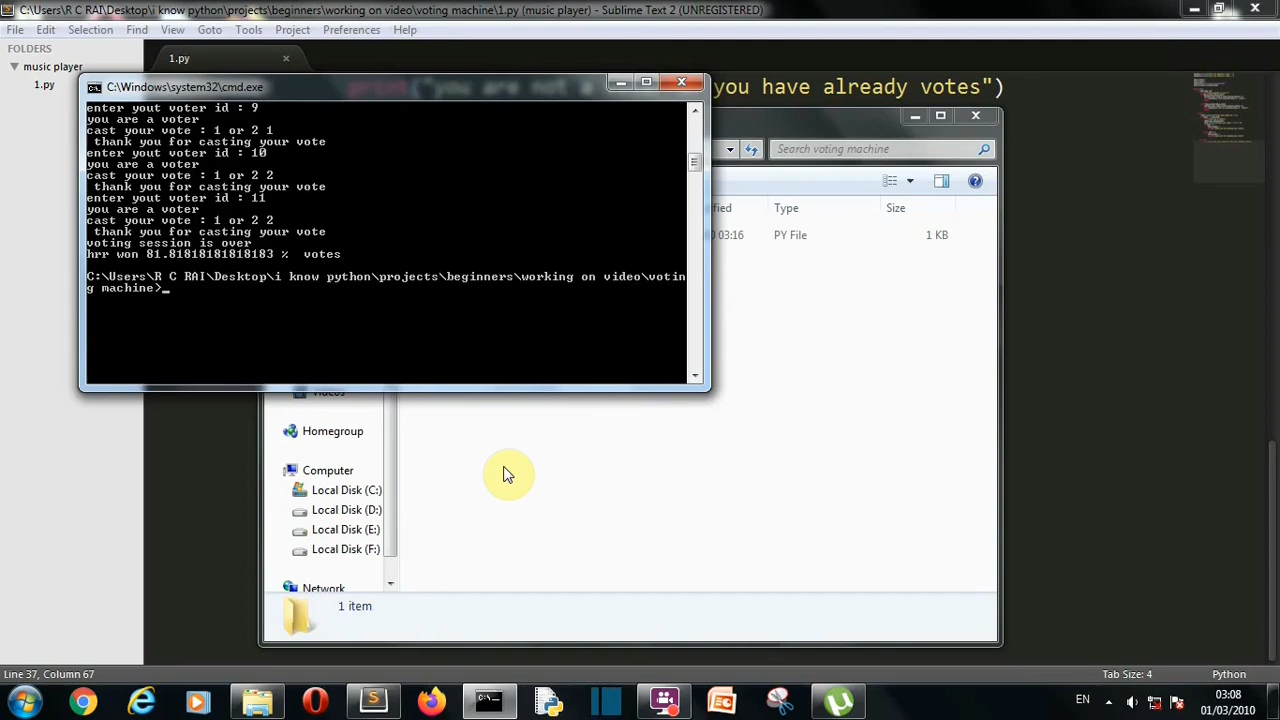 C:\Users\R C RAI\Desktop\i know python\projects\beginners\working on video\voting machine\1.py (music player) - Sublime Text 2 (UNREGISTERED)
File Edit Selection Find View Goto Tools Project Preferences Help
FOLDERS
music player
1.py
1.py
you have already votes")
C:\Windows\system32\cmd.exe
enter yout voter id : 9
you are a voter
cast your vote : 1 or 2 1
thank you for casting your vote
enter yout voter id : 10
you are a voter
cast your vote : 1 or 2 2
thank you for casting your vote
enter yout voter id : 11
you are a voter
cast your vote : 1 or 2 2
thank you for casting your vote
voting session is over
hrr won 81.81818181818183 % votes
C:\Users\R C RAI\Desktop\i know python\projects\beginners\working on video\votin
g machine>_
Search voting machine
ified Type Size
03:16 PY File 1 KB
Videos
Homegroup
Computer
Local Disk (C:)
Local Disk (D:)
Local Disk (E:)
Local Disk (F:)
Network
1 item
Line 37, Column 67 Tab Size: 4 Python
EN 03:08
01/03/2010